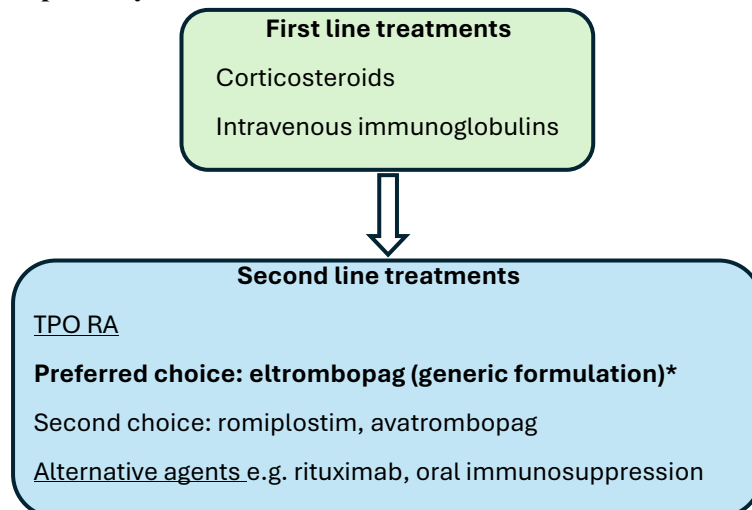 First line treatments
Corticosteroids
Intravenous immunoglobulins
Second line treatments
TPO RA
Preferred choice: eltrombopag (generic formulation)*
Second choice: romiplostim, avatrombopag
Alternative agents e.g. rituximab, oral immunosuppression